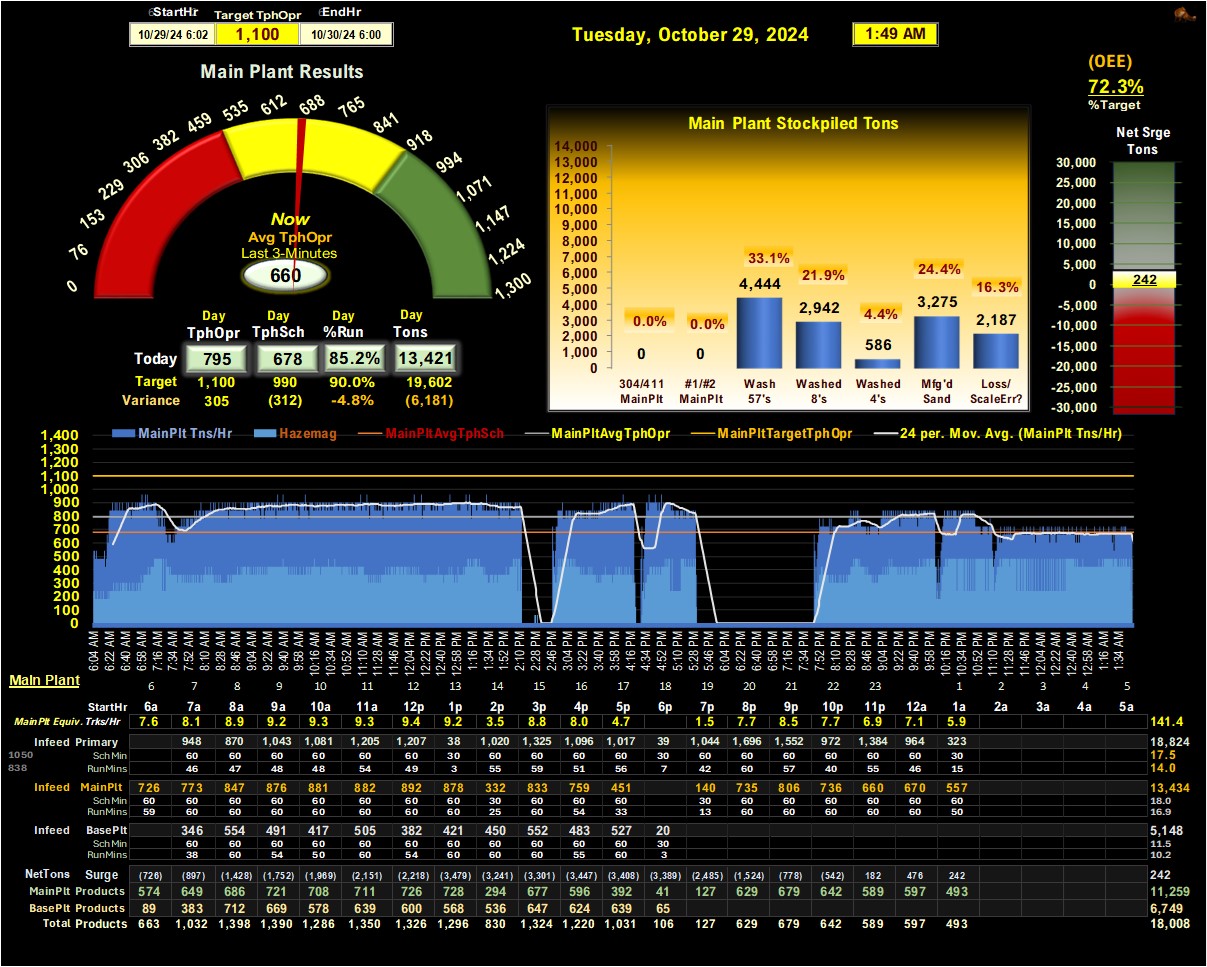 StartHr Target TphOpr EndHr
10/29/24 6:02 1,100 10/30/24 6:00
Tuesday, October 29, 2024 1:49 AM
(OEE)
72.3%
%Target
Main Plant Results
0 76 153 229 306 382 459 535 612 688 765 841 918 994 1,071 1,147 1,224 1,300
Now
Avg TphOpr
Last 3-Minutes
660
Day Day Day Day
TphOpr TphSch %Run Tons
Today 795 678 85.2% 13,421
Target 1,100 990 90.0% 19,602
Variance 305 (312) -4.8% (6,181)
Main Plant Stockpiled Tons
14,000
13,000
12,000
11,000
10,000
9,000
8,000
7,000
6,000
5,000
4,000
3,000
2,000
1,000
0
0.0% 0.0% 33.1% 21.9% 4.4% 24.4% 16.3%
0 0 4,444 2,942 586 3,275 2,187
304/411 #1/#2 Wash Washed Washed Mfg'd Loss/
MainPlt MainPlt 57's 8's 4's Sand ScaleErr?
Net Srge
Tons
30,000
25,000
20,000
15,000
10,000
5,000
0
-5,000
-10,000
-15,000
-20,000
-25,000
-30,000
242
MainPlt Tns/Hr Hazemag MainPltAvgTphSch MainPltAvgTphOpr MainPltTargetTphOpr 24 per. Mov. Avg. (MainPlt Tns/Hr)
1,400
1,300
1,200
1,100
1,000
900
800
700
600
500
400
300
200
100
0
6:04 AM 6:22 AM 6:40 AM 6:58 AM 7:16 AM 7:34 AM 7:52 AM 8:10 AM 8:28 AM 8:46 AM 9:04 AM 9:22 AM 9:40 AM 9:58 AM 10:16 AM 10:34 AM 10:52 AM 11:10 AM 11:28 AM 11:46 AM 12:04 PM 12:22 PM 12:40 PM 12:58 PM 1:16 PM 1:34 PM 1:52 PM 2:10 PM 2:28 PM 2:46 PM 3:04 PM 3:22 PM 3:40 PM 3:58 PM 4:16 PM 4:34 PM 4:52 PM 5:10 PM 5:28 PM 5:46 PM 7:16 PM 7:34 PM 7:52 PM 8:10 PM 8:28 PM 8:46 PM 9:04 PM 9:22 PM 9:40 PM 9:58 PM 10:16 PM 10:34 PM 10:52 PM 11:10 PM 11:28 PM 11:46 PM 12:04 AM 12:22 AM 12:40 AM 12:58 AM 1:16 AM 1:34 AM
Main Plant
6 7 8 9 10 11 12 13 14 15 16 17 18 19 20 21 22 23 1 2 3 4 5
StartHr 6a 7a 8a 9a 10a 11a 12p 1p 2p 3p 4p 5p 6p 7p 8p 9p 10p 11p 12a 1a 2a 3a 4a 5a
MainPlt Equiv. Trks/Hr 7.6 8.1 8.9 9.2 9.3 9.3 9.4 9.2 3.5 8.8 8.0 4.7 1.5 7.7 8.5 7.7 6.9 7.1 5.9 141.4
Infeed Primary 948 870 1,043 1,081 1,205 1,207 38 1,020 1,325 1,096 1,017 39 1,044 1,696 1,552 972 1,384 964 323 18,824
1050 Sch Min 60 60 60 60 60 60 30 60 60 60 60 30 60 60 60 60 60 60 30 17.5
838 RunMins 46 47 48 48 54 49 3 55 59 51 56 7 42 60 57 40 55 46 15 14.0
Infeed MainPlt 726 773 847 876 881 882 892 878 332 833 759 451 140 735 806 736 660 670 557 13,434
Sch Min 60 60 60 60 60 60 60 60 30 60 60 60 30 60 60 60 60 60 50 18.0
RunMins 59 60 60 60 60 60 60 60 25 60 54 33 13 60 60 60 60 60 50 16.9
Infeed BasePlt 346 554 491 417 505 382 421 450 552 483 527 20 5,148
60 60 60 60 60 60 60 60 60 60 60 30 11.5
RunMins 38 60 54 50 54 60 54 60 60 55 60 3 10.2
NetTons Surge (726) (897) (1,428) (1,752) (1,969) (2,151) (2,218) (3,479) (3,241) (3,301) (3,447) (3,408) (3,389) (2,485) (1,524) (778) (542) 182 476 242 242
MainPlt Products 574 649 686 721 708 711 726 728 294 677 596 392 41 127 629 679 642 589 597 493 11,259
BasePlt Products 89 383 712 669 578 639 600 568 536 647 624 639 65 6,749
Total Products 663 1,032 1,398 1,390 1,286 1,350 1,326 1,296 830 1,324 1,220 1,031 106 127 629 679 642 589 597 493 18,008